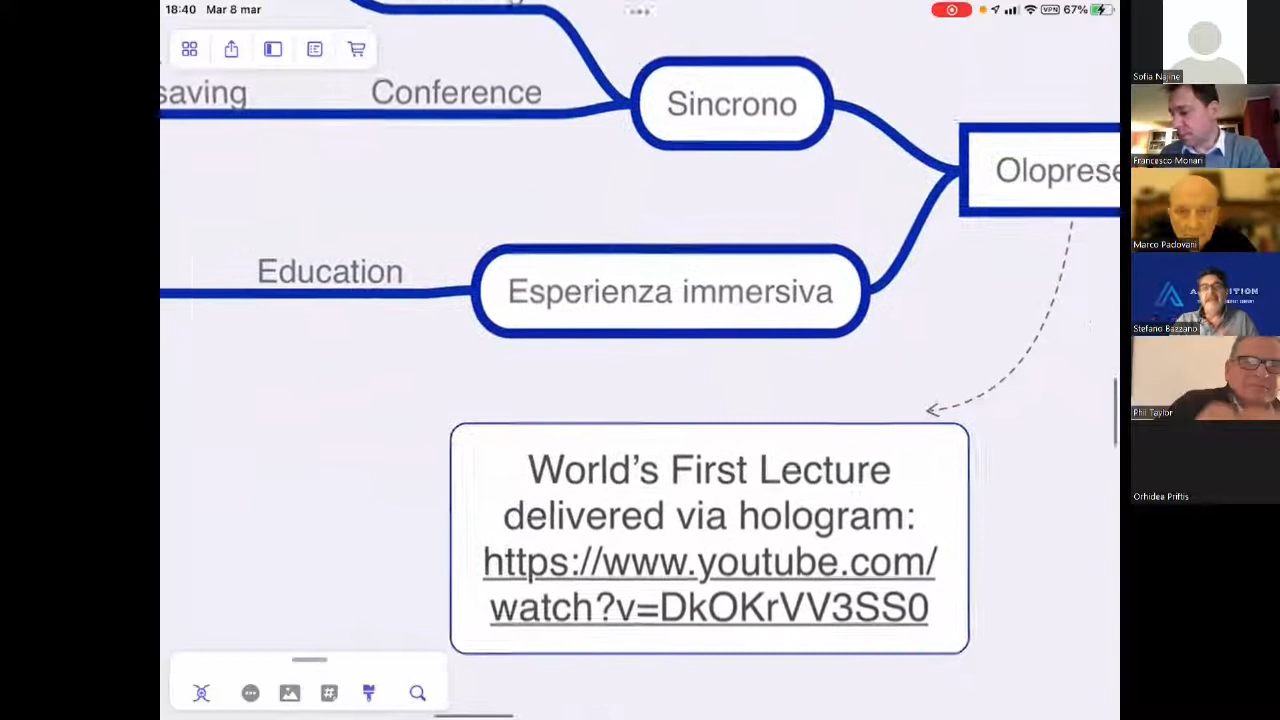 18:40 Mar 8 mar
VPN 67%
saving
Conference
Sincrono
Oloprese
Education
Esperienza immersiva
World's First Lecture
delivered via hologram:
https://www.youtube.com/
watch?v=DkOKrVV3SS0
Sofia Najine
Francesco Monari
Marco Padovani
Stefano Bazzano
Phil Taylor
Orhidea Priftis